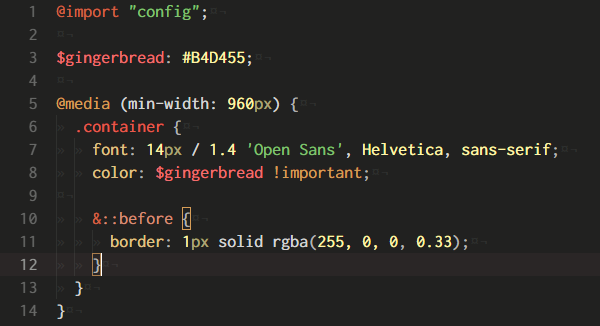 1 @import "config";
2
3 $gingerbread: #B4D455;
4
5 @media (min-width: 960px) {
6 .container {
7 font: 14px / 1.4 'Open Sans', Helvetica, sans-serif;
8 color: $gingerbread !important;
9
10 &::before {
11 border: 1px solid rgba(255, 0, 0, 0.33);
12 }
13 }
14 }